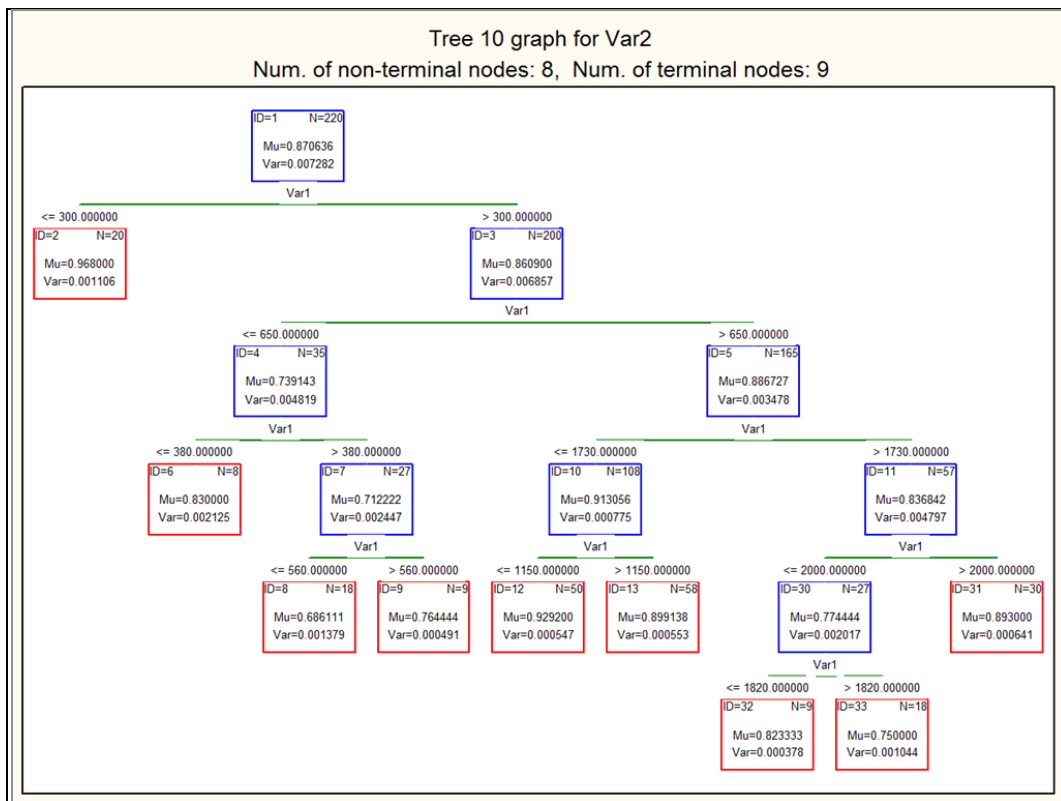 Tree 10 graph for Var2
Num. of non-terminal nodes: 8, Num. of terminal nodes: 9
ID=1 N=220
Mu=0.870636
Var=0.007282
Var1
<= 300.000000 > 300.000000
ID=2 N=20 ID=3 N=200
Mu=0.968000 Mu=0.860900
Var=0.001106 Var=0.006857
Var1
<= 650.000000 > 650.000000
ID=4 N=35 ID=5 N=165
Mu=0.739143 Mu=0.886727
Var=0.004819 Var=0.003478
Var1 Var1
<= 380.000000 > 380.000000 <= 1730.000000 > 1730.000000
ID=6 N=8 ID=7 N=27 ID=10 N=108 ID=11 N=57
Mu=0.830000 Mu=0.712222 Mu=0.913056 Mu=0.836842
Var=0.002125 Var=0.002447 Var=0.000775 Var=0.004797
Var1 Var1 Var1
<= 560.000000 > 560.000000 <= 1150.000000 > 1150.000000 <= 2000.000000 > 2000.000000
ID=8 N=18 ID=9 N=9 ID=12 N=50 ID=13 N=58 ID=30 N=27 ID=31 N=30
Mu=0.686111 Mu=0.764444 Mu=0.929200 Mu=0.899138 Mu=0.774444 Mu=0.893000
Var=0.001379 Var=0.000491 Var=0.000547 Var=0.000553 Var=0.002017 Var=0.000641
Var1
<= 1820.000000 > 1820.000000
ID=32 N=9 ID=33 N=18
Mu=0.823333 Mu=0.750000
Var=0.000378 Var=0.001044